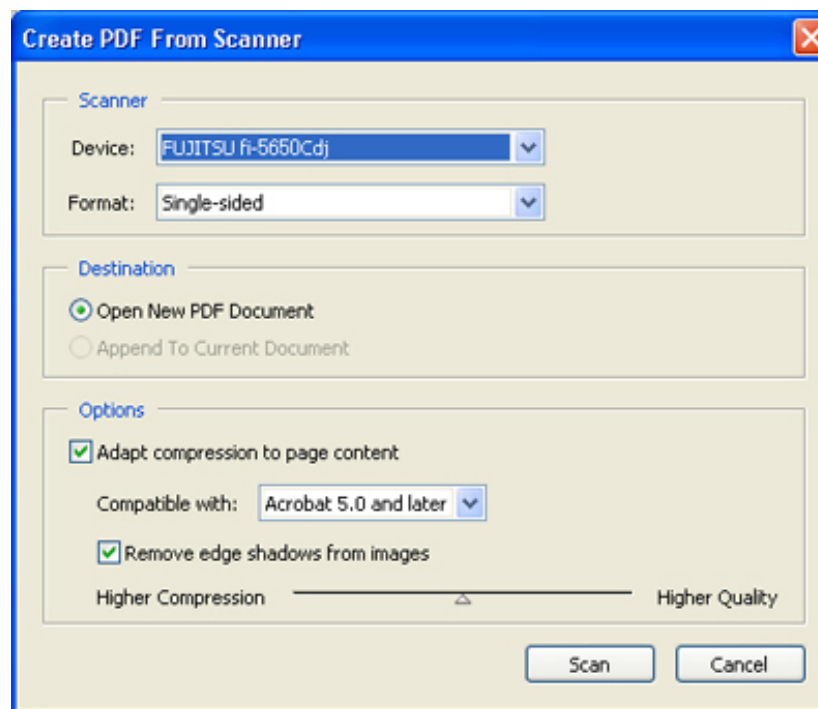 Create PDF From Scanner
Scanner
Device: FUJITSU fi-5650Cdj
Format: Single-sided
Destination
Open New PDF Document
Append To Current Document
Options
Adapt compression to page content
Compatible with: Acrobat 5.0 and later
Remove edge shadows from images
Higher Compression Higher Quality
Scan Cancel